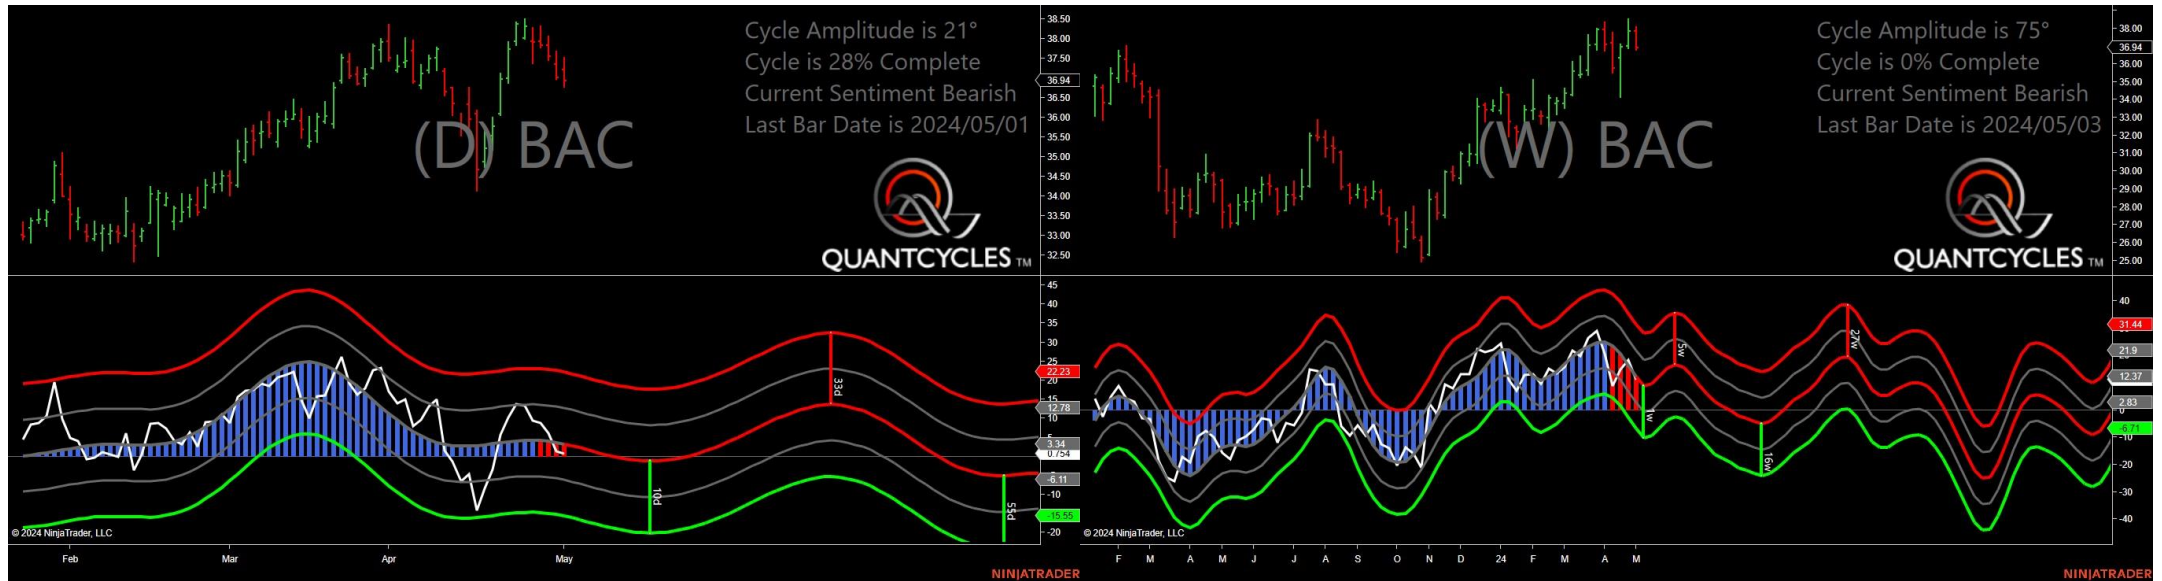 Cycle Amplitude is 21°
Cycle is 28% Complete
Current Sentiment Bearish
Last Bar Date is 2024/05/01
(D) BAC
QUANTCYCLES TM
38.50
38.00
37.50
36.94
36.50
36.00
35.50
35.00
34.50
34.00
33.50
33.00
32.50
45
40
35
30
25
22.23
20
15
12.78
10
5
3.34
0.754
-6.11
-10
-15.55
-20
33d
10d
55d
© 2024 NinjaTrader, LLC
Feb Mar Apr May
NINJATRADER
Cycle Amplitude is 75°
Cycle is 0% Complete
Current Sentiment Bearish
Last Bar Date is 2024/05/03
(W) BAC
QUANTCYCLES TM
38.00
36.94
36.00
35.00
34.00
33.00
32.00
31.00
30.00
29.00
28.00
27.00
26.00
25.00
40
31.44
21.9
12.37
2.83
0
-6.71
-10
-20
-30
-40
5w
27w
1w
16w
© 2024 NinjaTrader, LLC
F M A M J J A S O N D 24 F M A M
NINJATRADER